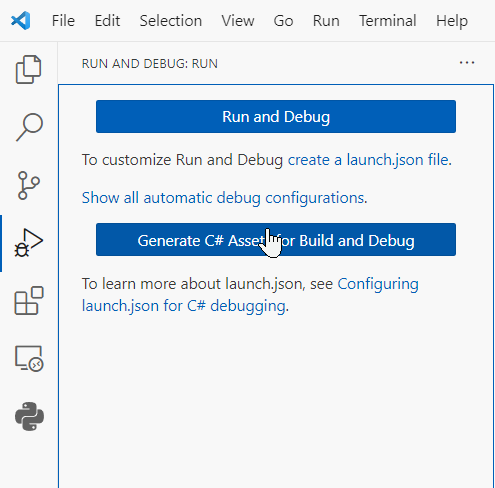 File Edit Selection View Go Run Terminal Help
RUN AND DEBUG: RUN
Run and Debug
To customize Run and Debug create a launch.json file.
Show all automatic debug configurations.
Generate C# Assets for Build and Debug
To learn more about launch.json, see Configuring
launch.json for C# debugging.